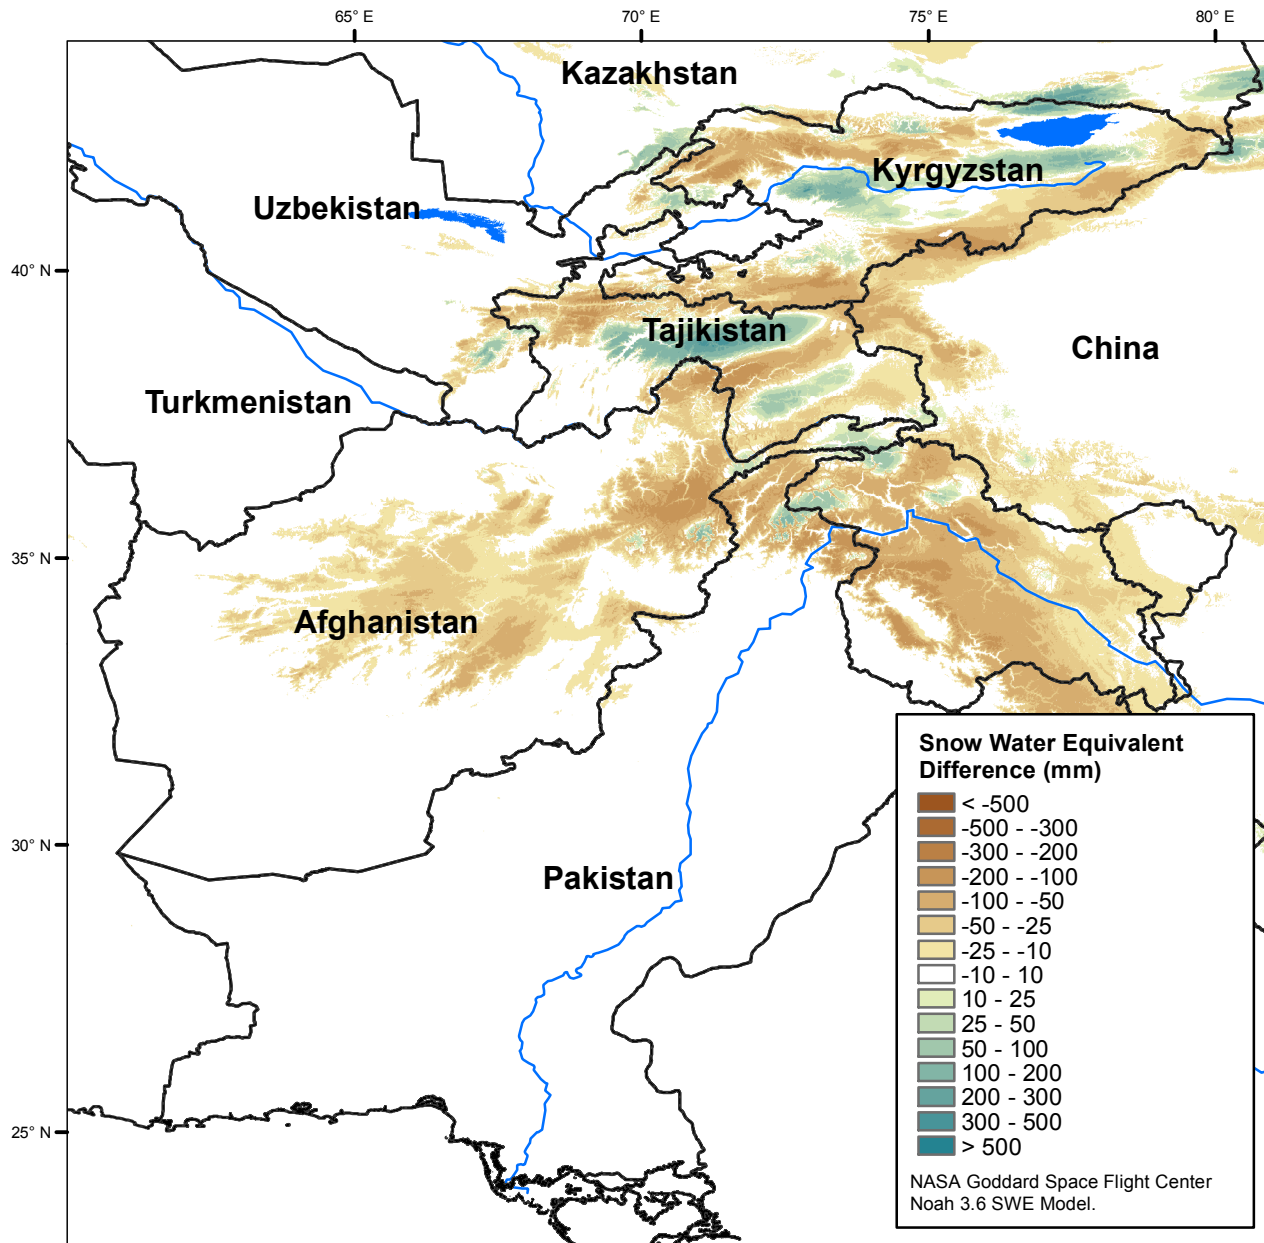 65° E
70° E
75° E
80° E
Kazakhstan
Kyrgyzstan
Uzbekistan
40° N
Tajikistan
China
Turkmenistan
35° N
Afghanistan
30° N
Pakistan
25° N
Snow Water Equivalent
Difference (mm)
< -500
-500 - -300
-300 - -200
-200 - -100
-100 - -50
-50 - -25
-25 - -10
-10 - 10
10 - 25
25 - 50
50 - 100
100 - 200
200 - 300
300 - 500
> 500
NASA Goddard Space Flight Center
Noah 3.6 SWE Model.